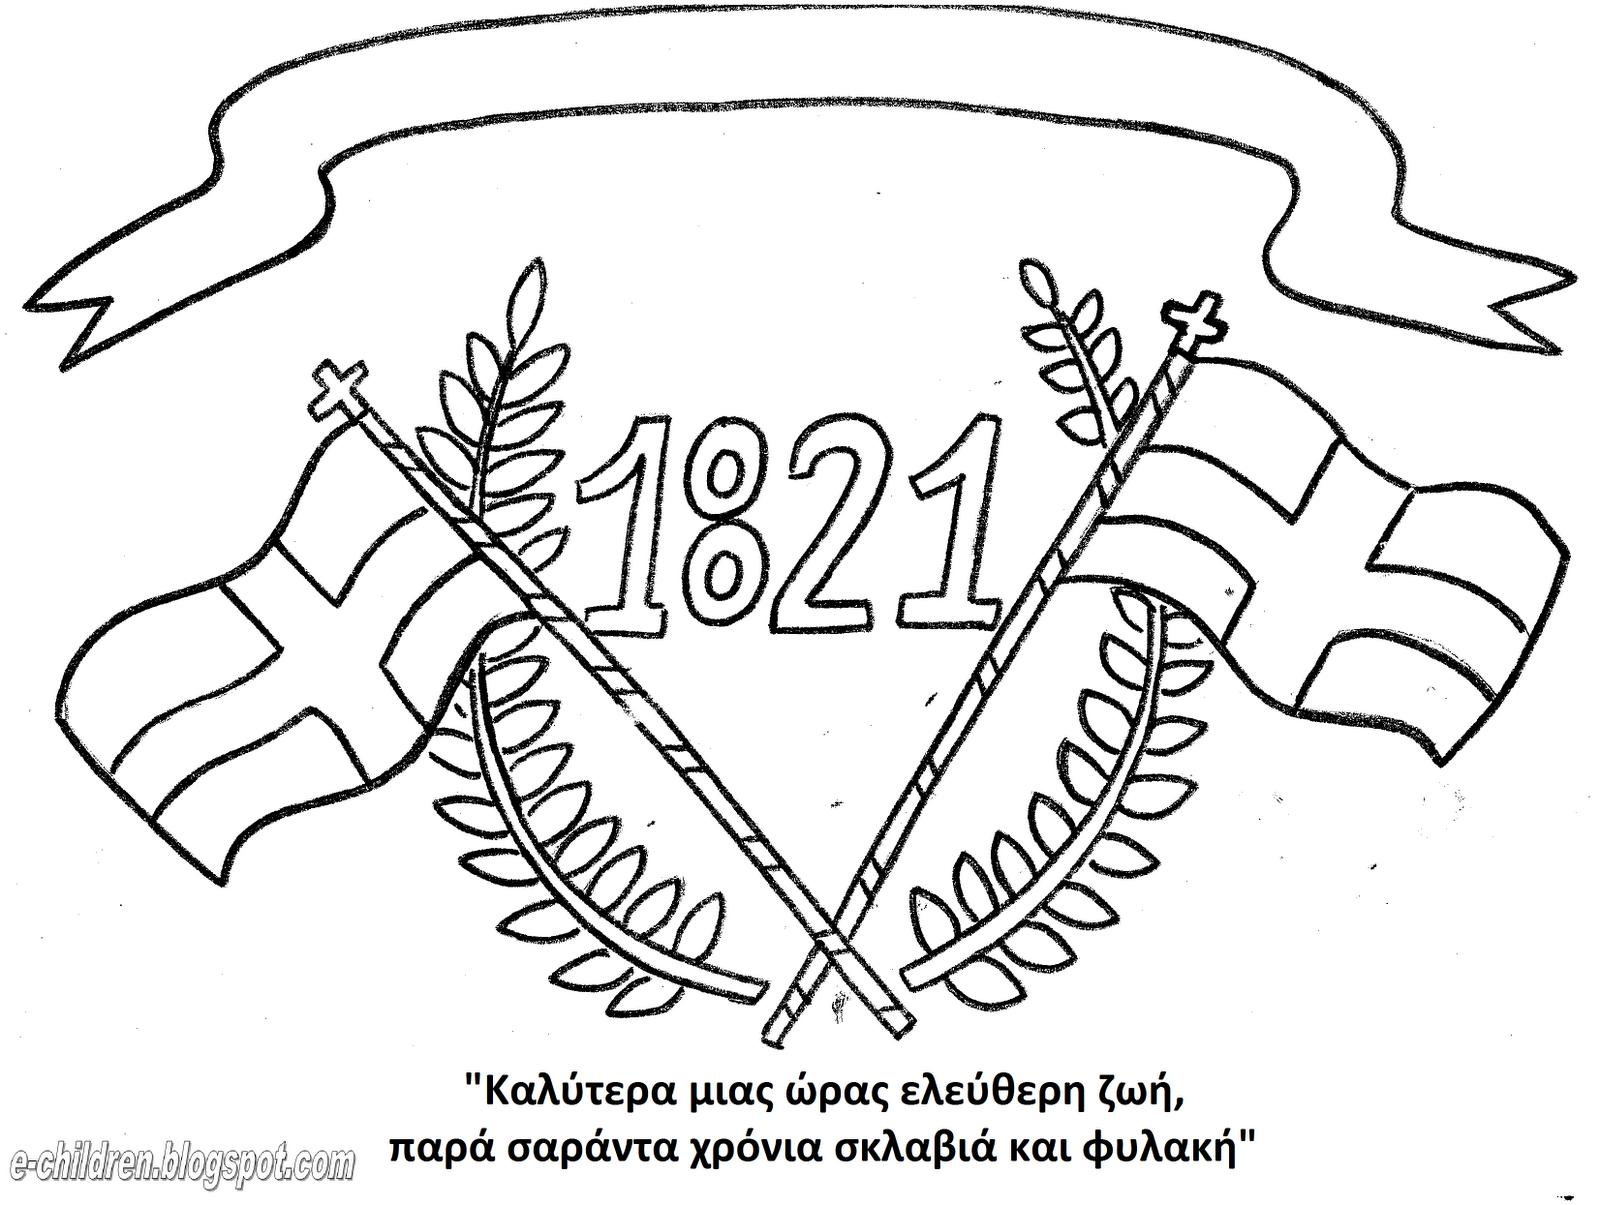 1821
"Καλύτερα μιας ώρας ελεύθερη ζωή,
παρά σαράντα χρόνια σκλαβιά και φυλακή"
e-children.blogspot.com